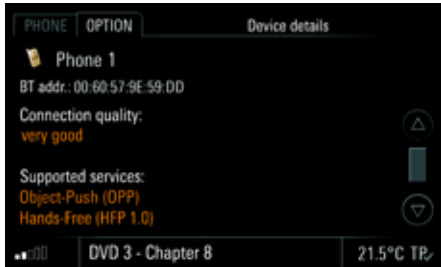 PHONE OPTION Device details
Phone 1
BT addr.: 00:60:57:9E:59:DD
Connection quality:
very good
Supported services:
Object-Push (OPP)
Hands-Free (HFP 1.0)
DVD 3 - Chapter 8 21.5°C TP